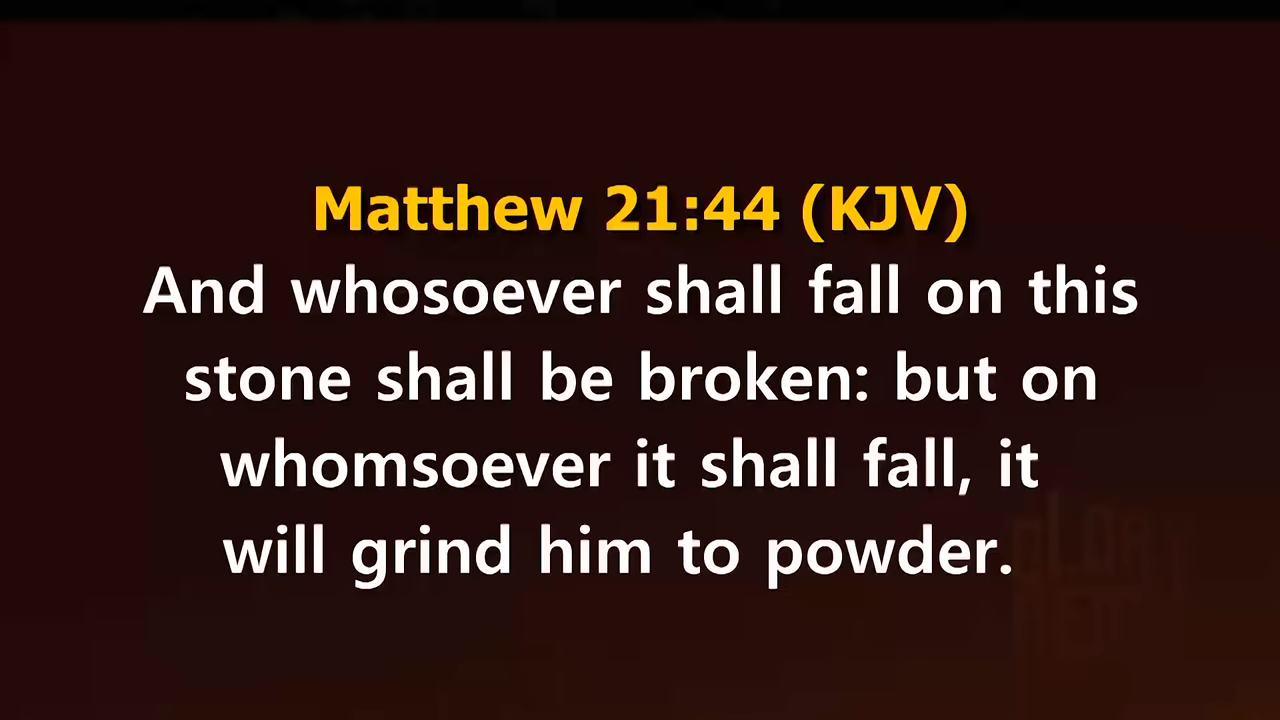 Matthew 21:44 (KJV)
And whosoever shall fall on this
stone shall be broken: but on
whomsoever it shall fall, it
will grind him to powder.